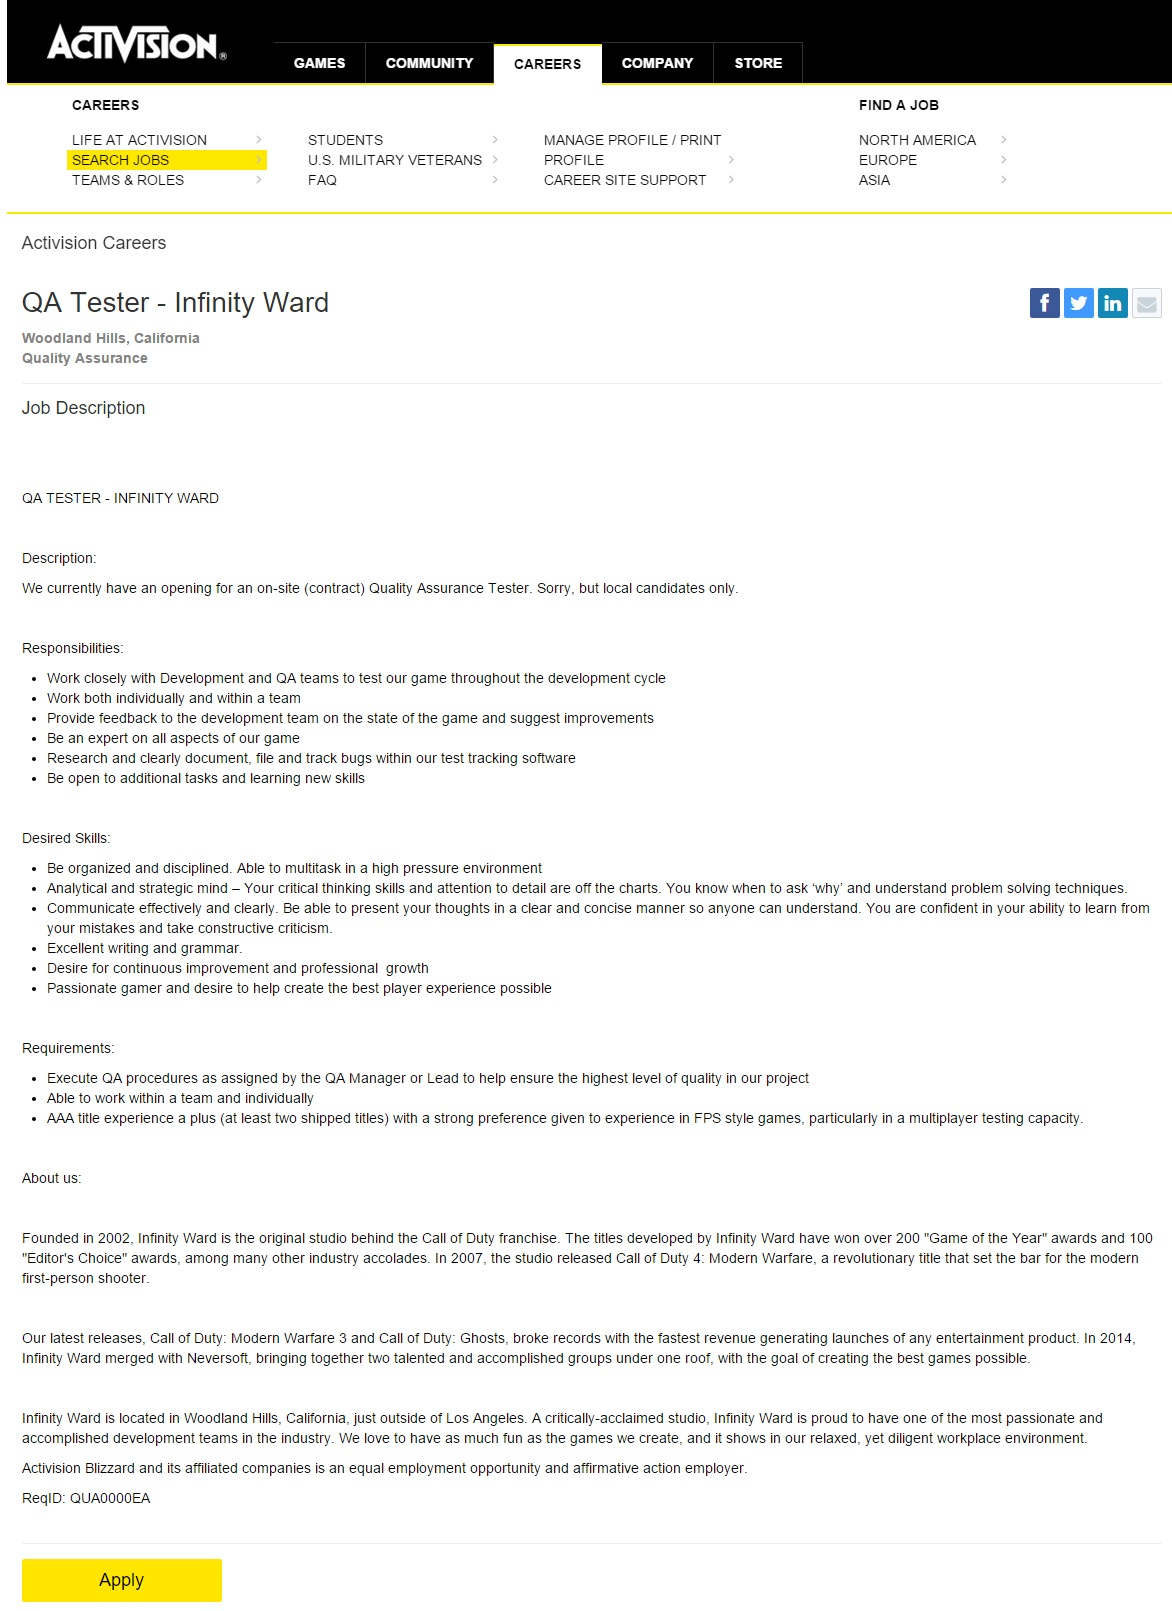 ACTIVISION®
GAMES
COMMUNITY
CAREERS
COMPANY
STORE
CAREERS
LIFE AT ACTIVISION
SEARCH JOBS
TEAMS & ROLES
STUDENTS
U.S. MILITARY VETERANS
FAQ
MANAGE PROFILE / PRINT
PROFILE
CAREER SITE SUPPORT
FIND A JOB
NORTH AMERICA
EUROPE
ASIA
Activision Careers
QA Tester - Infinity Ward
f
in
Woodland Hills, California
Quality Assurance
Job Description
QA TESTER - INFINITY WARD
Description:
We currently have an opening for an on-site (contract) Quality Assurance Tester. Sorry, but local candidates only.
Responsibilities:
• Work closely with Development and QA teams to test our game throughout the development cycle
• Work both individually and within a team
• Provide feedback to the development team on the state of the game and suggest improvements
• Be an expert on all aspects of our game
• Research and clearly document, file and track bugs within our test tracking software
• Be open to additional tasks and learning new skills
Desired Skills:
• Be organized and disciplined. Able to multitask in a high pressure environment
• Analytical and strategic mind – Your critical thinking skills and attention to detail are off the charts. You know when to ask ‘why’ and understand problem solving techniques.
• Communicate effectively and clearly. Be able to present your thoughts in a clear and concise manner so anyone can understand. You are confident in your ability to learn from
your mistakes and take constructive criticism.
• Excellent writing and grammar.
• Desire for continuous improvement and professional  growth
• Passionate gamer and desire to help create the best player experience possible
Requirements:
• Execute QA procedures as assigned by the QA Manager or Lead to help ensure the highest level of quality in our project
• Able to work within a team and individually
• AAA title experience a plus (at least two shipped titles) with a strong preference given to experience in FPS style games, particularly in a multiplayer testing capacity.
About us:
Founded in 2002, Infinity Ward is the original studio behind the Call of Duty franchise. The titles developed by Infinity Ward have won over 200 "Game of the Year" awards and 100
"Editor's Choice" awards, among many other industry accolades. In 2007, the studio released Call of Duty 4: Modern Warfare, a revolutionary title that set the bar for the modern
first-person shooter.
Our latest releases, Call of Duty: Modern Warfare 3 and Call of Duty: Ghosts, broke records with the fastest revenue generating launches of any entertainment product. In 2014,
Infinity Ward merged with Neversoft, bringing together two talented and accomplished groups under one roof, with the goal of creating the best games possible.
Infinity Ward is located in Woodland Hills, California, just outside of Los Angeles. A critically-acclaimed studio, Infinity Ward is proud to have one of the most passionate and
accomplished development teams in the industry. We love to have as much fun as the games we create, and it shows in our relaxed, yet diligent workplace environment.
Activision Blizzard and its affiliated companies is an equal employment opportunity and affirmative action employer.
ReqID: QUA0000EA
Apply